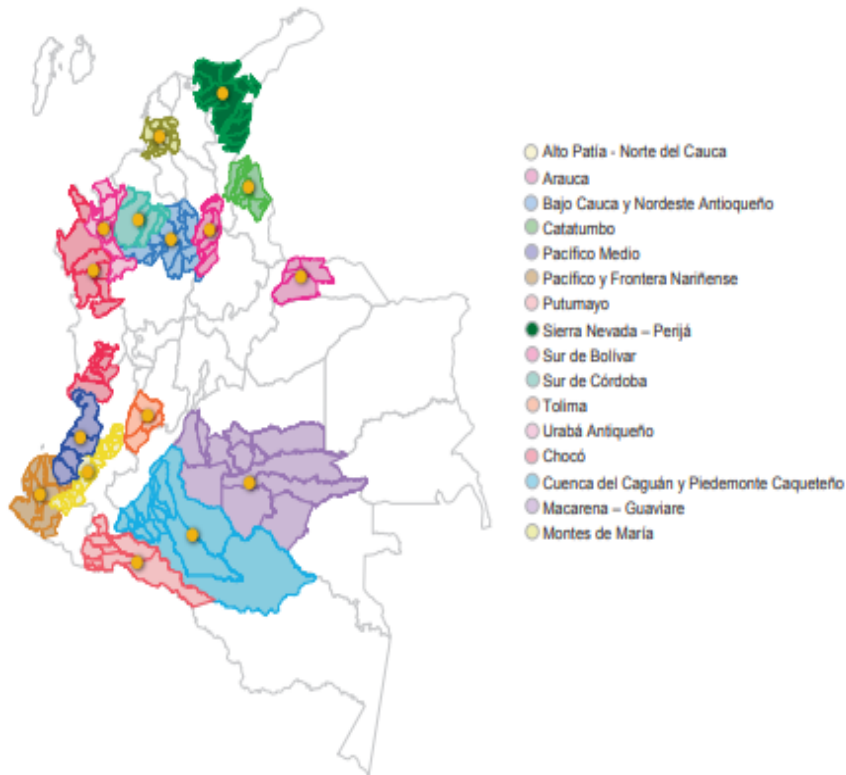 Alto Patía - Norte del Cauca
Arauca
Bajo Cauca y Nordeste Antioqueño
Catatumbo
Pacífico Medio
Pacífico y Frontera Nariñense
Putumayo
Sierra Nevada – Perijá
Sur de Bolívar
Sur de Córdoba
Tolima
Urabá Antioqueño
Chocó
Cuenca del Caguán y Piedemonte Caqueteño
Macarena – Guaviare
Montes de María